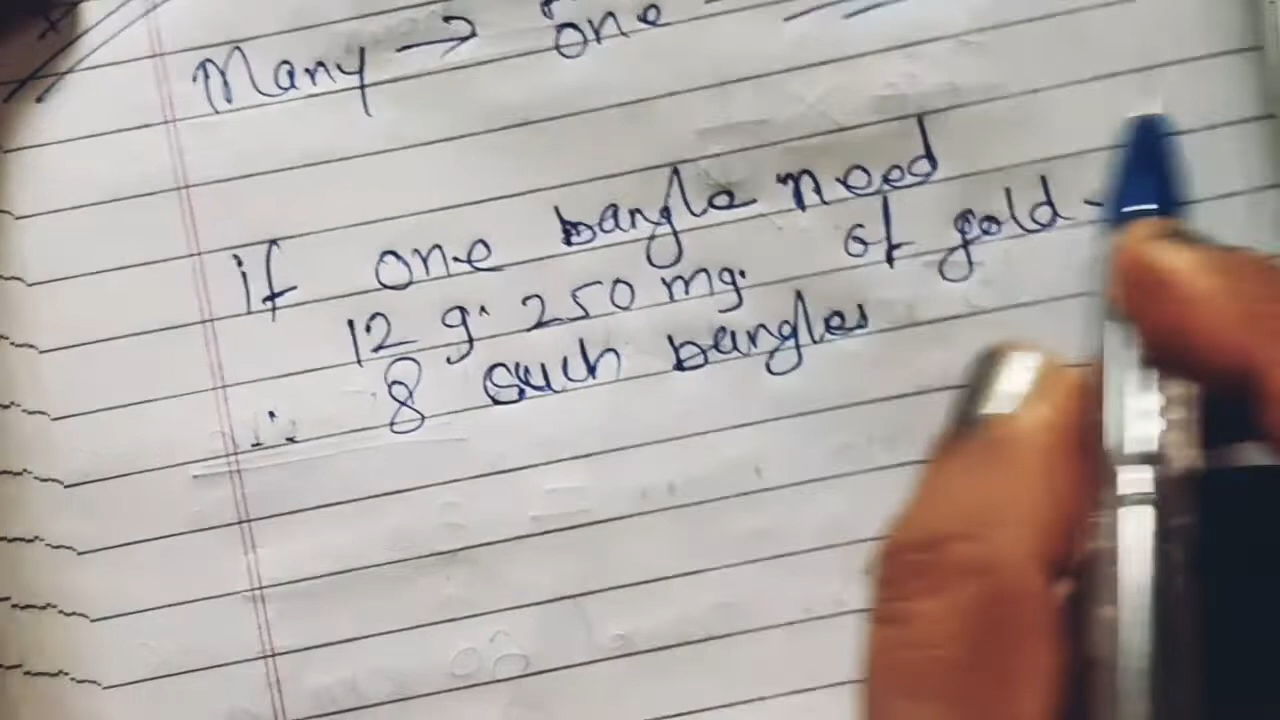 Many → one
if one bangle need
12 g. 250 mg. of gold.
∴ 8 such bangles